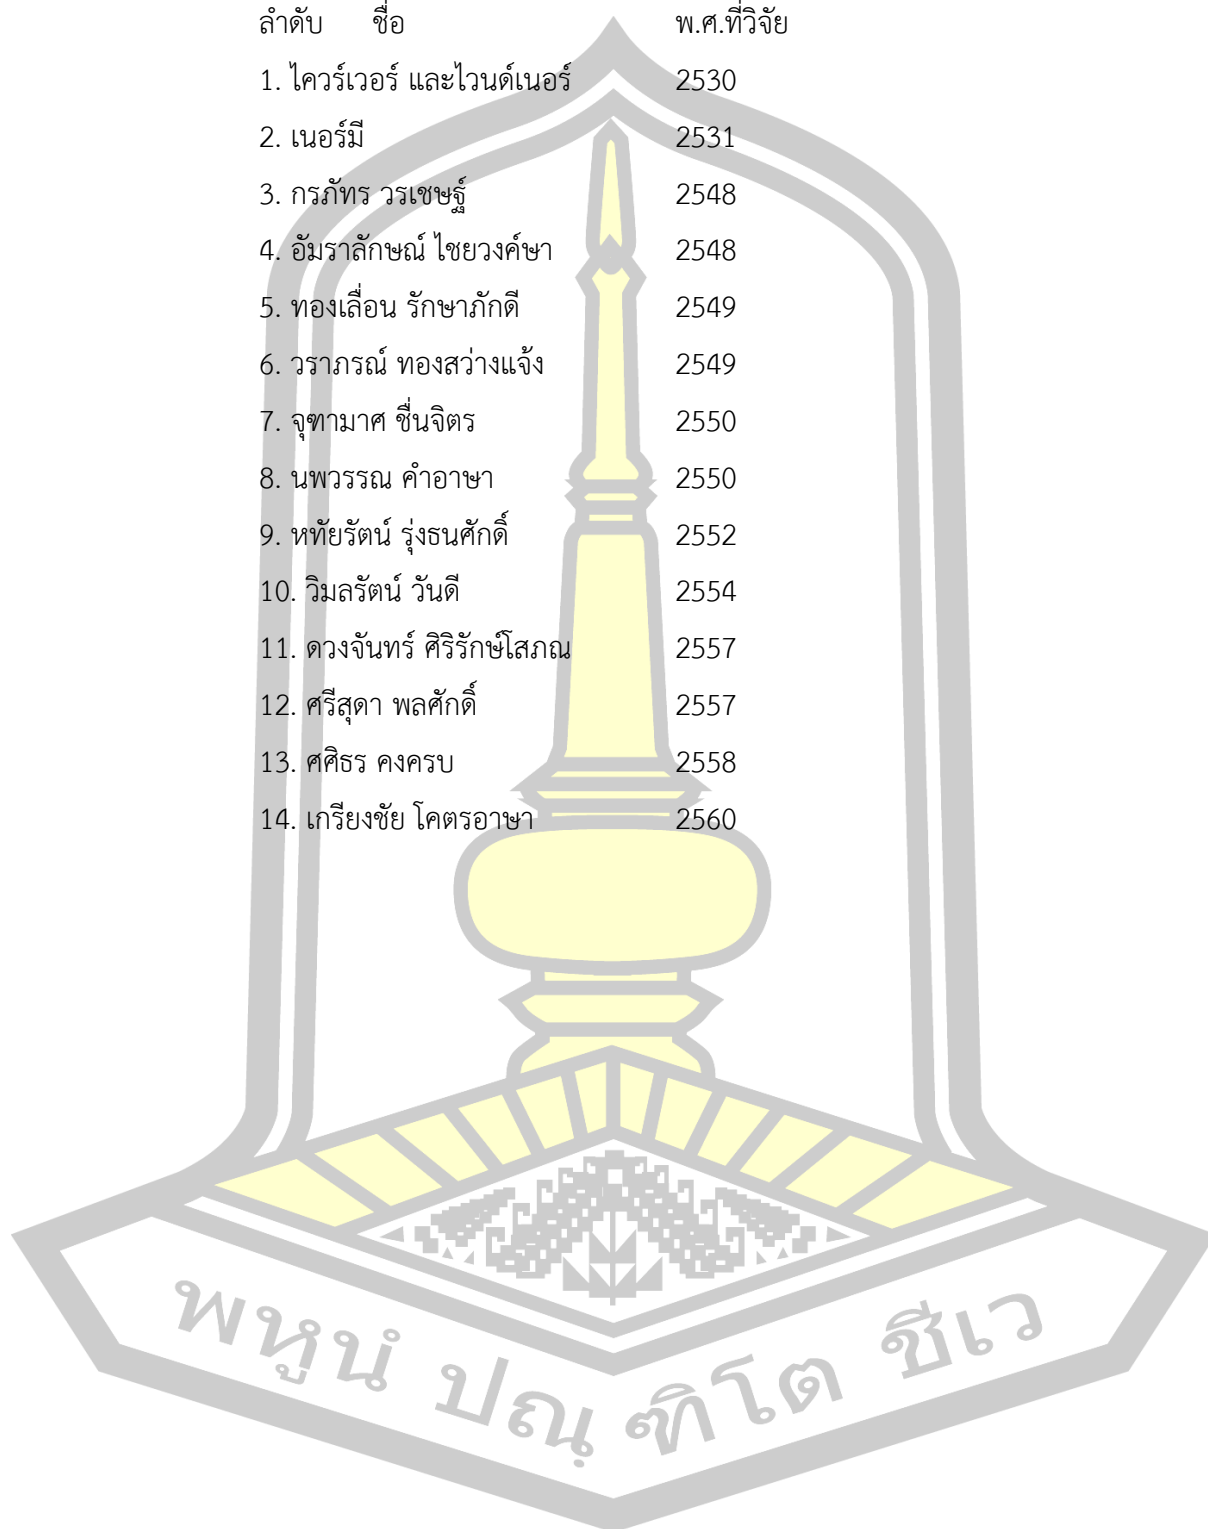 ลำดับ ชื่อ พ.ศ.ที่วิจัย
1. ไควร์เวอร์ และไวนด์เนอร์ 2530
2. เนอร์มี 2531
3. กรภัทร วรเชษฐ์ 2548
4. อัมราลักษณ์ ไชยวงค์ษา 2548
5. ทองเลื่อน รักษาภักดี 2549
6. วราภรณ์ ทองสว่างแจ้ง 2549
7. จุฑามาศ ชื่นจิตร 2550
8. นพวรรณ คำอาษา 2550
9. หทัยรัตน์ รุ่งธนศักดิ์ 2552
10. วิมลรัตน์ วันดี 2554
11. ดวงจันทร์ ศิริรักษ์โสภณ 2557
12. ศรีสุดา พลศักดิ์ 2557
13. ศศิธร คงครบ 2558
14. เกรียงชัย โคตรอาษา 2560
พหูนํ ปณฺฑิโต ชีเว